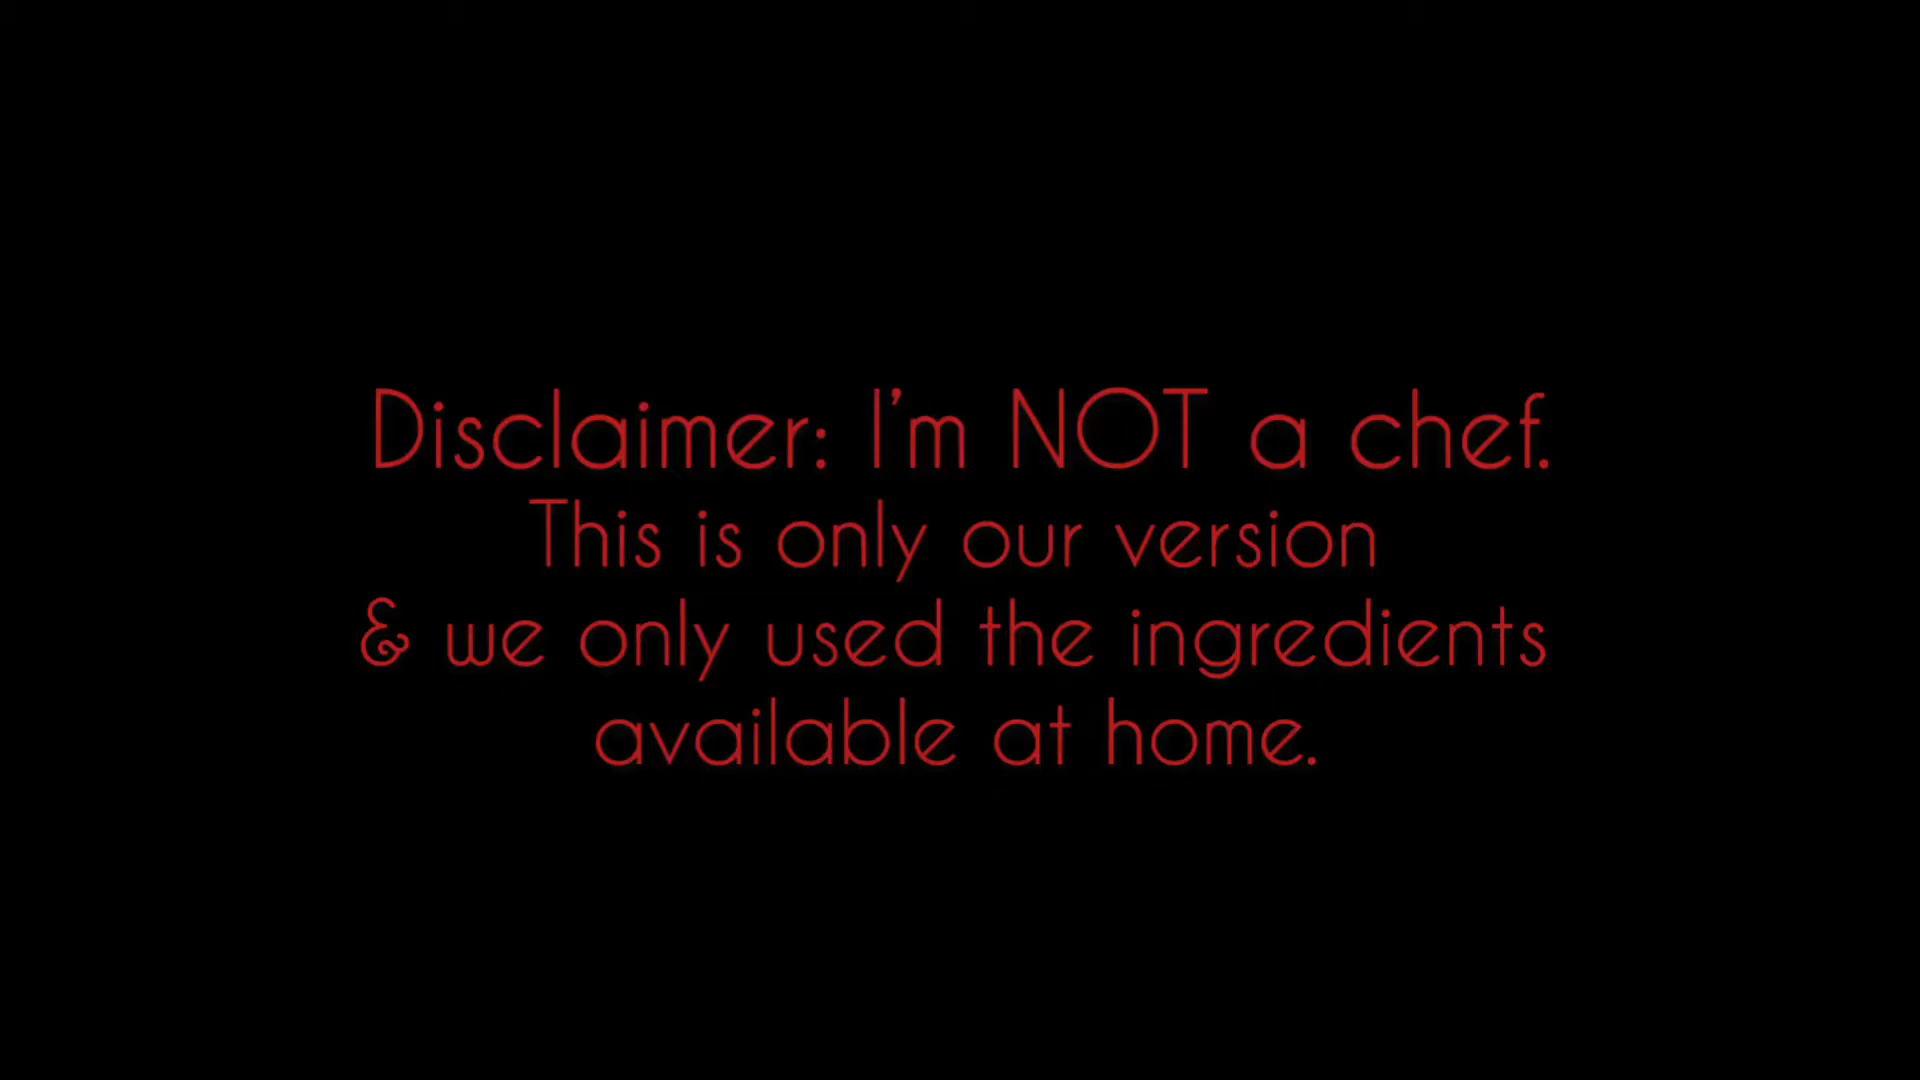 Disclaimer: I'm NOT a chef.
This is only our version
& we only used the ingredients
available at home.